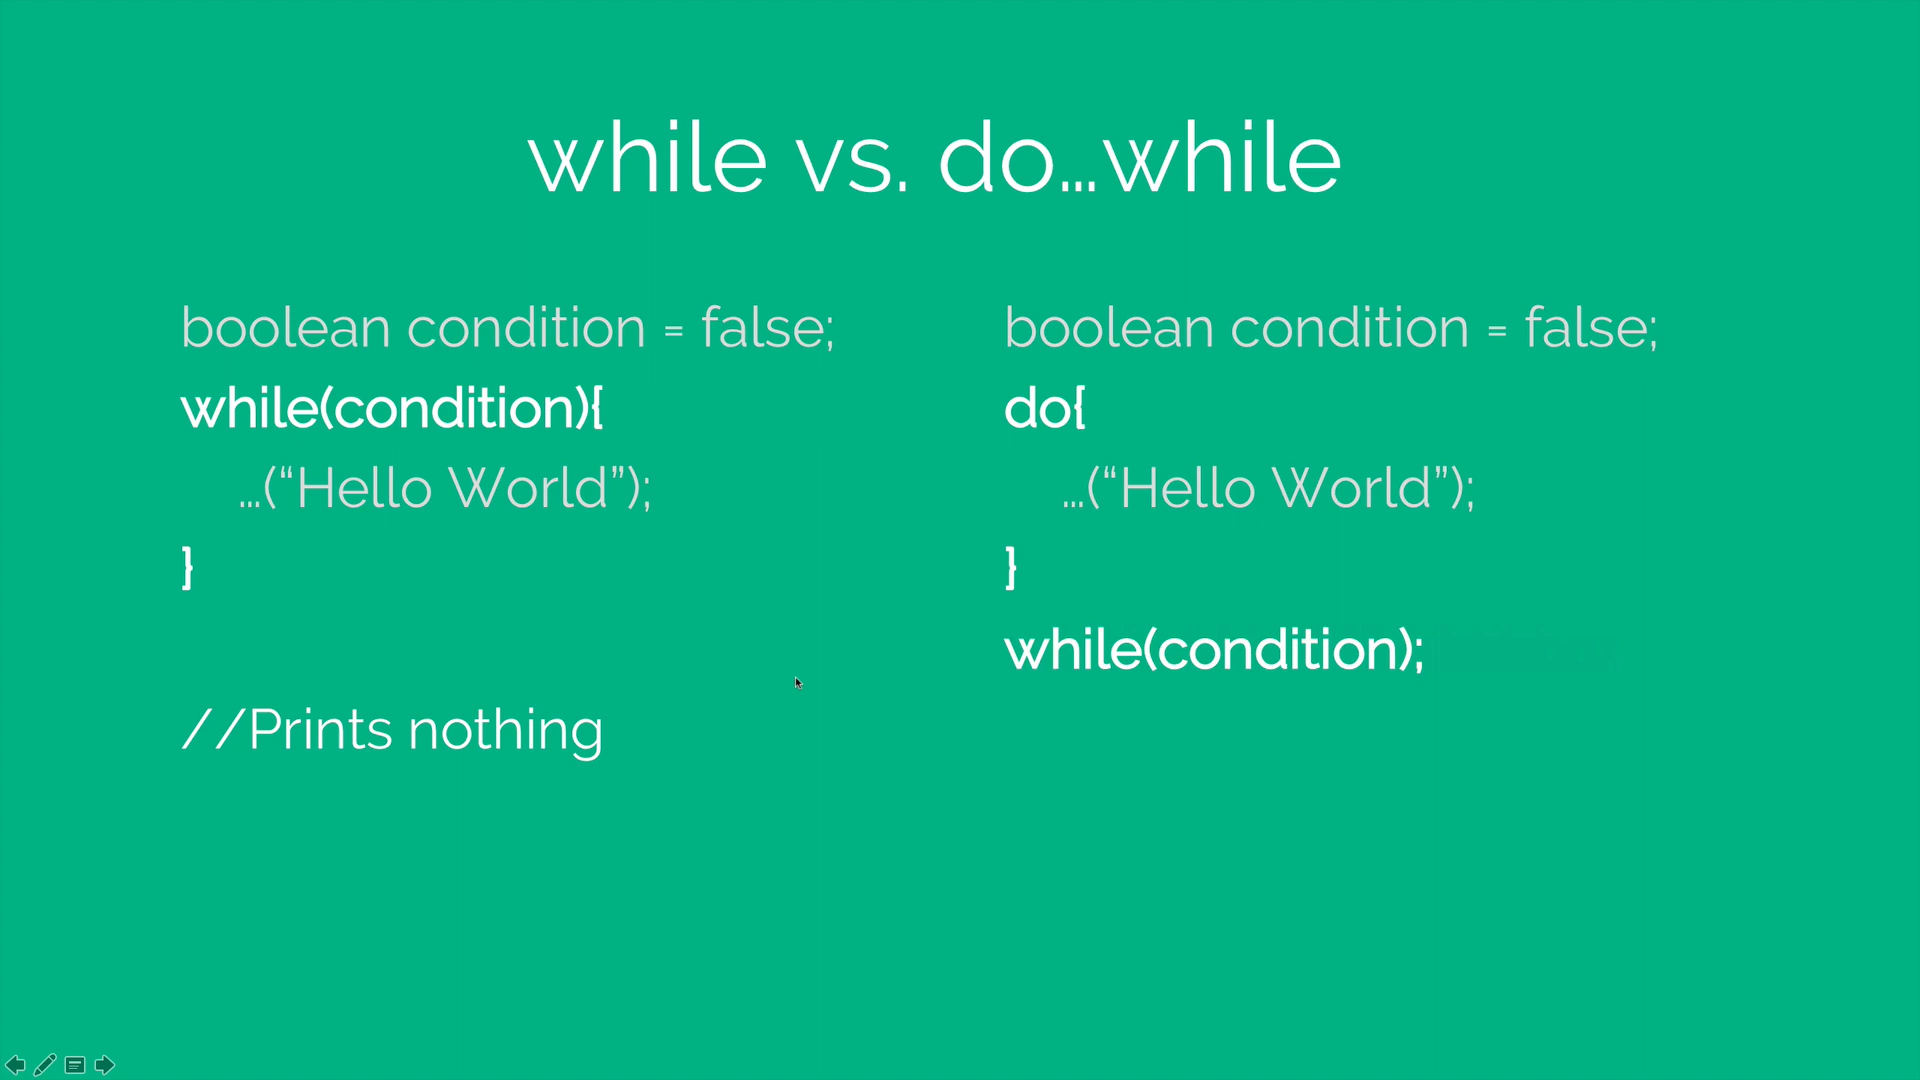 while vs. do...while
boolean condition = false;
while(condition){
...(“Hello World”);
}
//Prints nothing
boolean condition = false;
do{
...(“Hello World”);
}
while(condition);